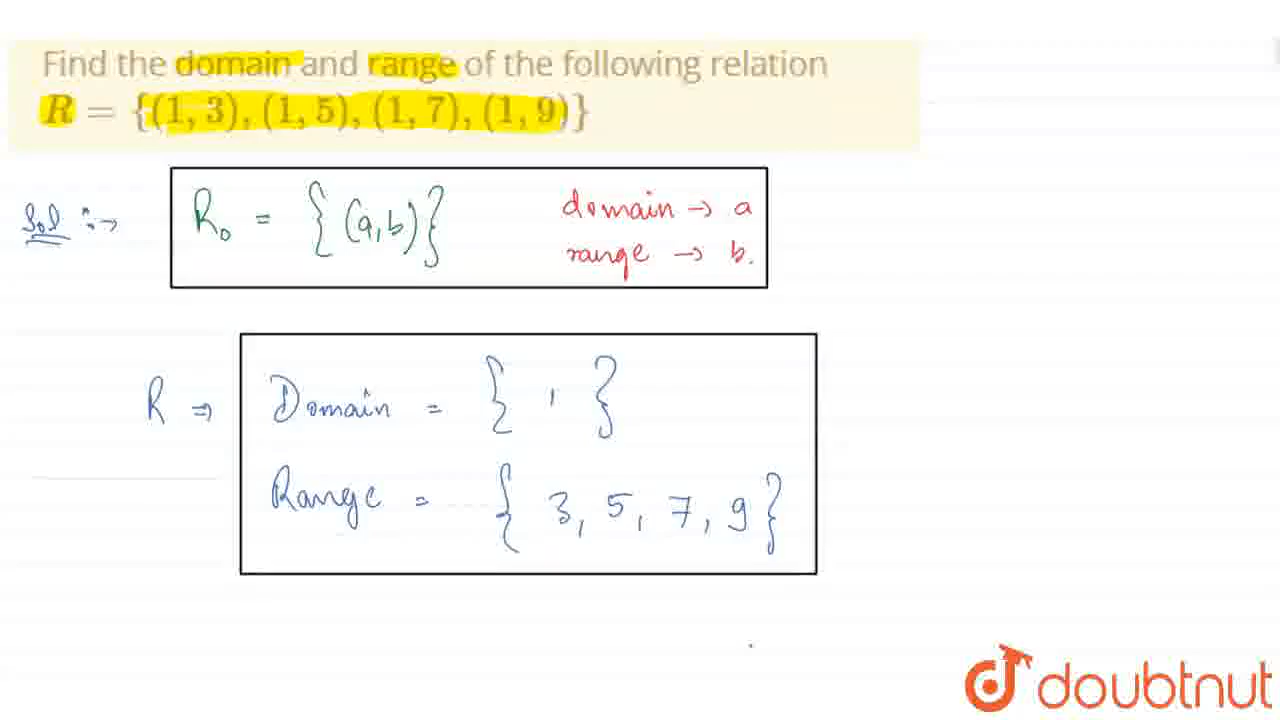 Find the domain and range of the following relation
R = {(1, 3), (1, 5), (1, 7), (1, 9)}
Sol :→
R₀ = {(a,b)}
domain → a
range → b.
R ⇒
Domain = { 1 }
Range = { 3, 5, 7, 9 }
doubtnut